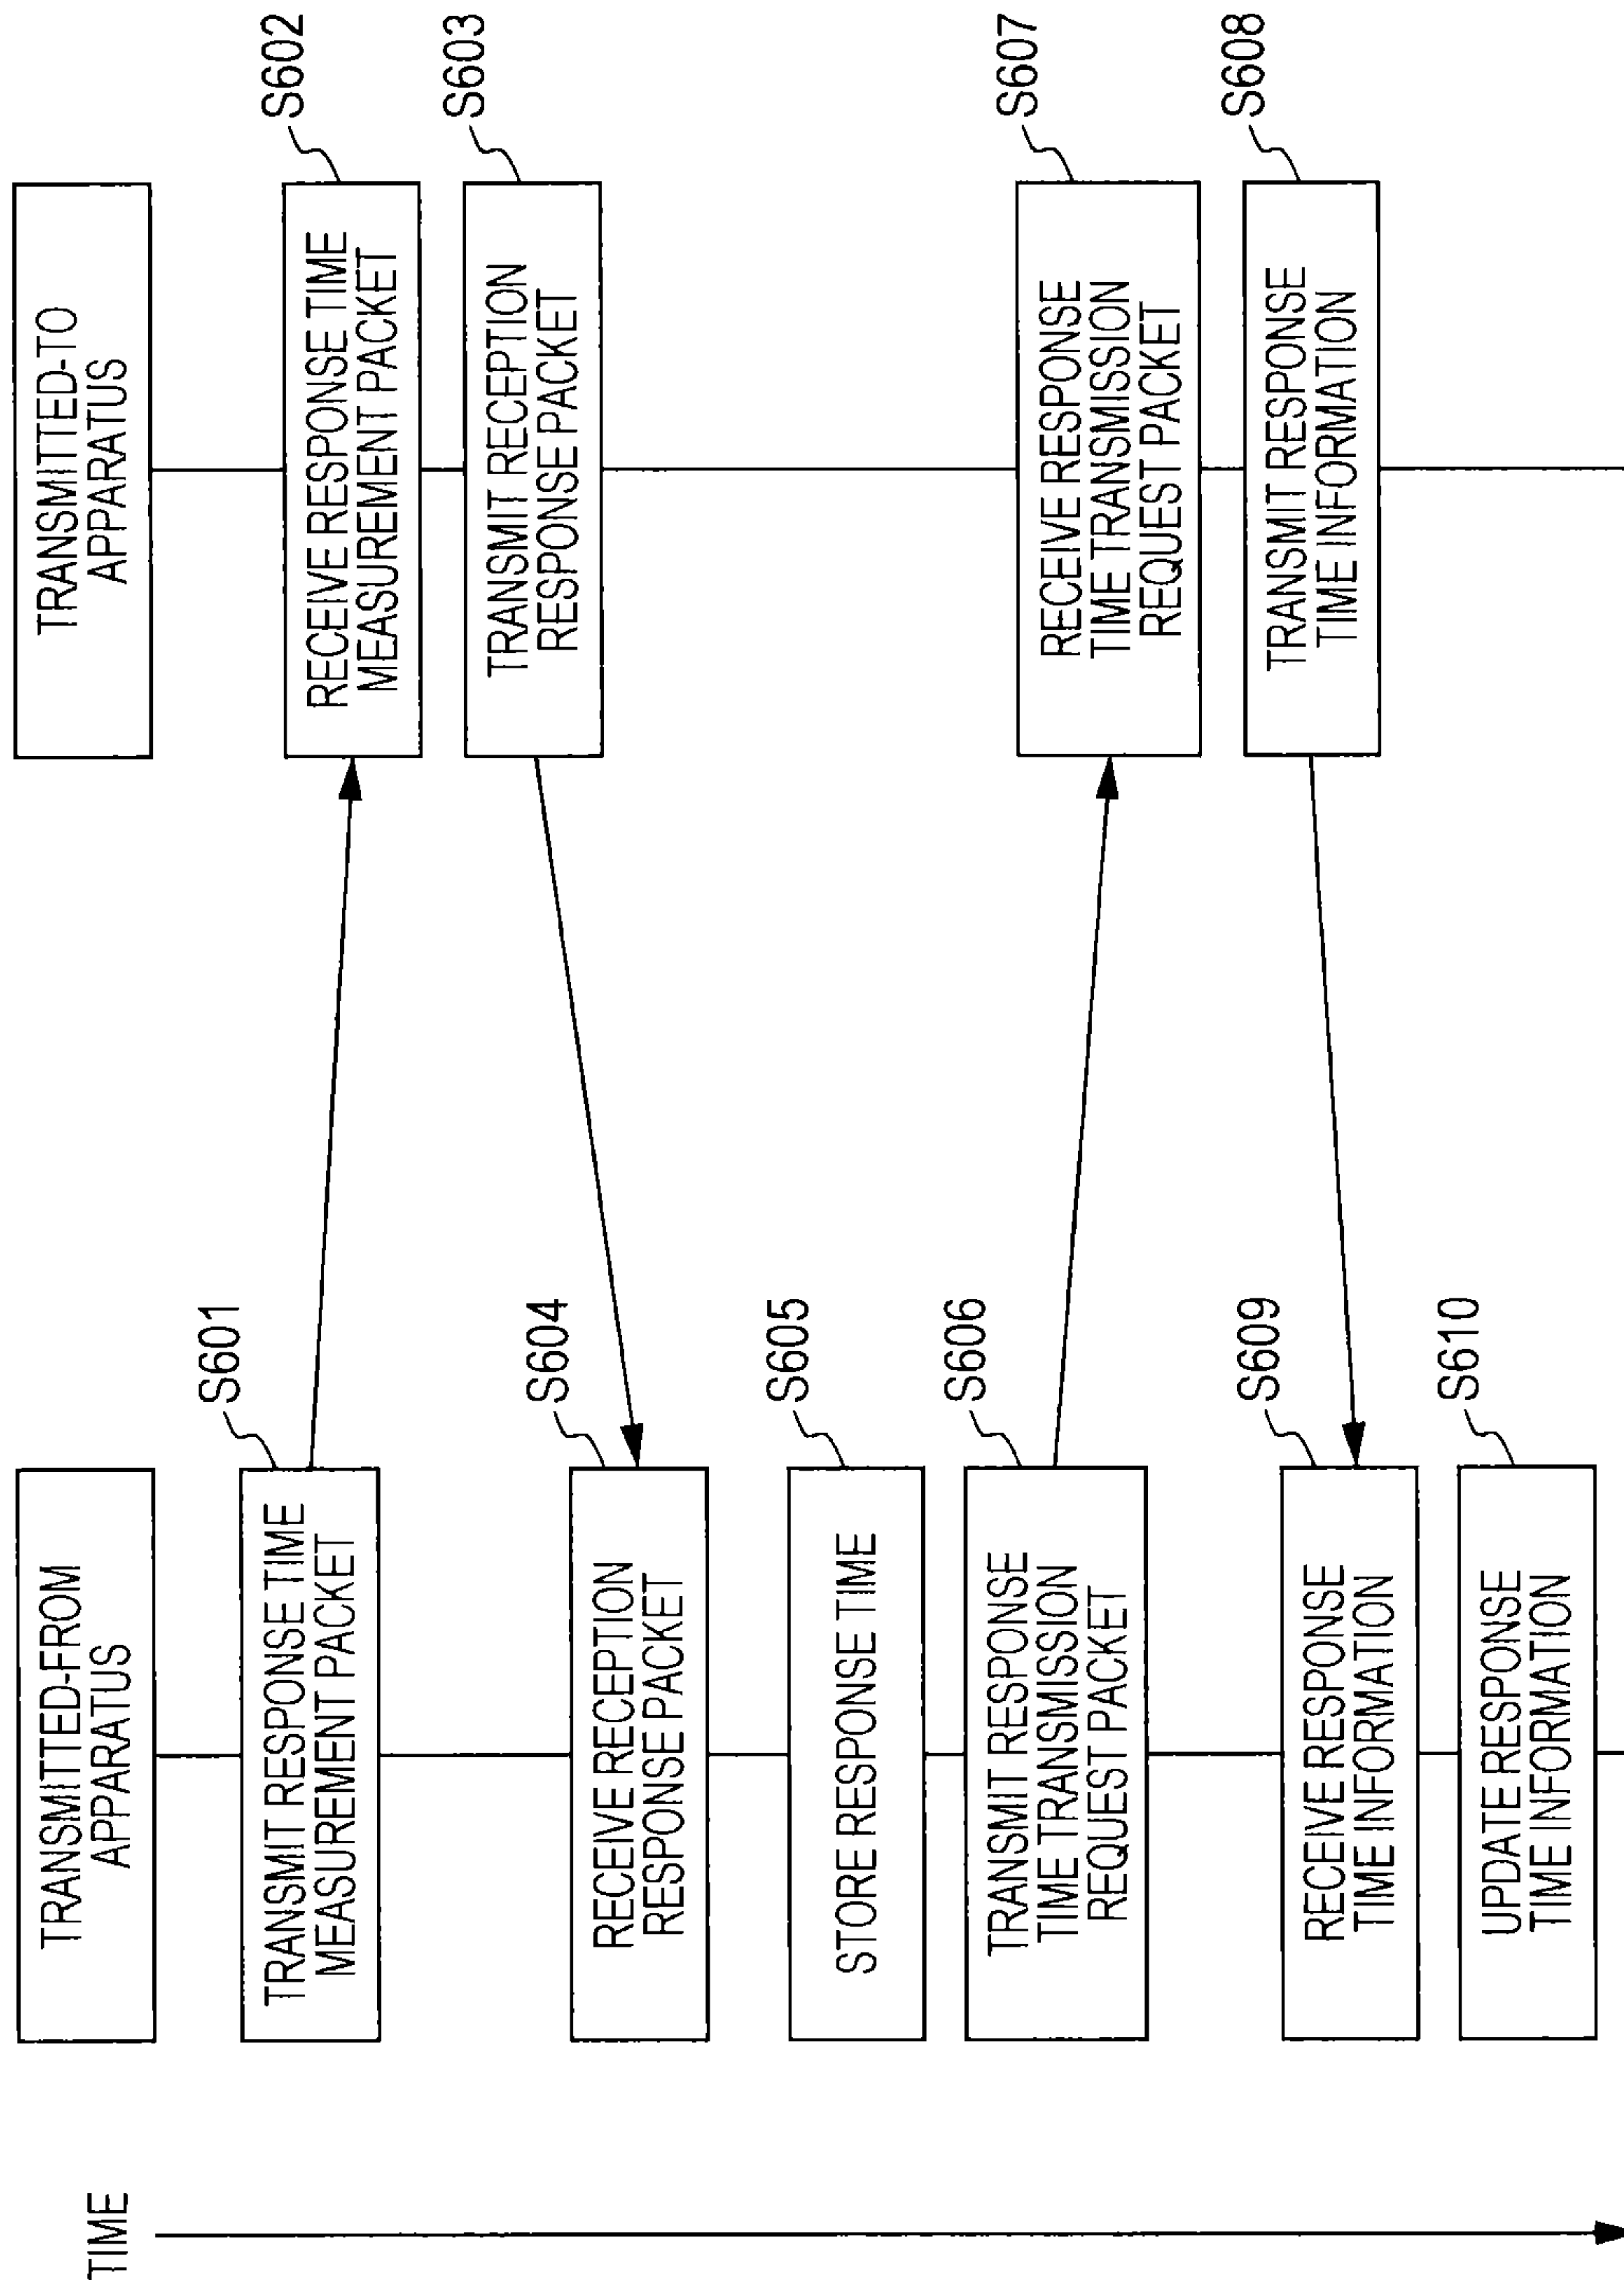 TIME
TRANSMITTED-FROM
APPARATUS
TRANSMITTED-TO
APPARATUS
S601
TRANSMIT RESPONSE TIME
MEASUREMENT PACKET
S602
RECEIVE RESPONSE TIME
MEASUREMENT PACKET
S603
TRANSMIT RECEPTION
RESPONSE PACKET
S604
RECEIVE RECEPTION
RESPONSE PACKET
S605
STORE RESPONSE TIME
S606
TRANSMIT RESPONSE
TIME TRANSMISSION
REQUEST PACKET
S607
RECEIVE RESPONSE
TIME TRANSMISSION
REQUEST PACKET
S608
TRANSMIT RESPONSE
TIME INFORMATION
S609
RECEIVE RESPONSE
TIME INFORMATION
S610
UPDATE RESPONSE
TIME INFORMATION